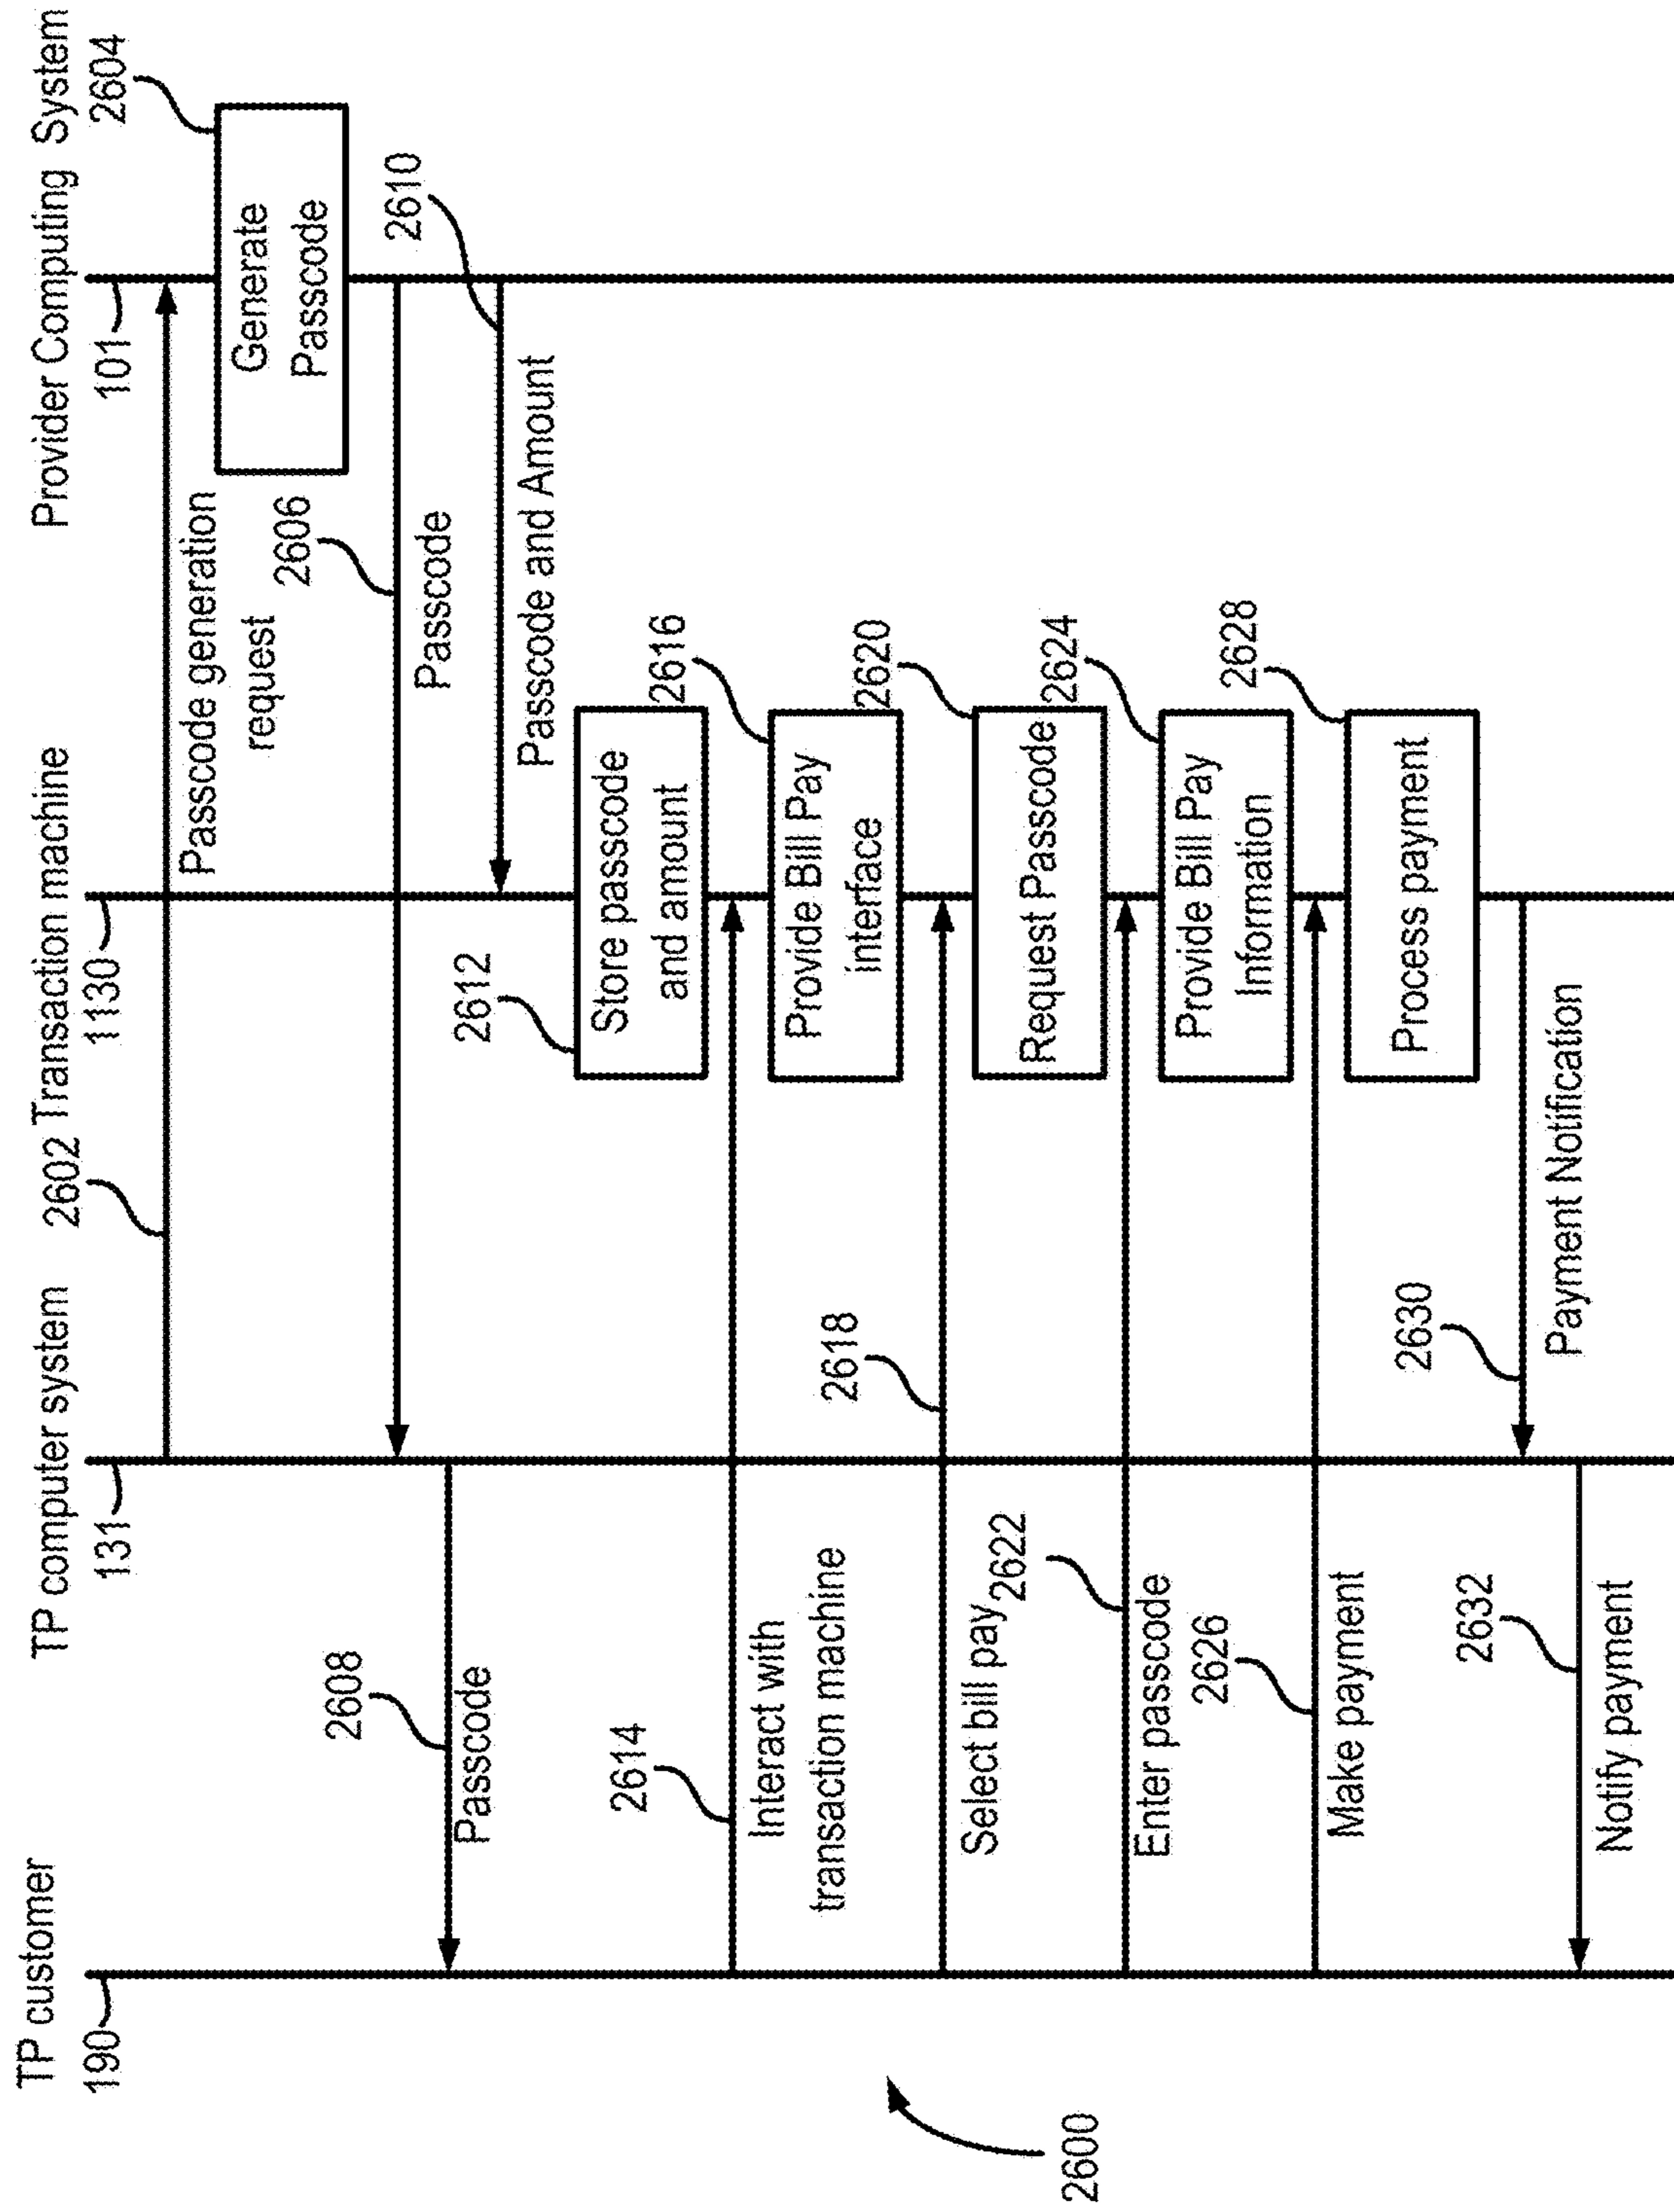 TP customer
190
TP computer system
131
2602
Transaction machine
1130
Provider Computing System
101
2604
Generate
Passcode
Passcode generation
request
2606
Passcode
2608
Passcode
2610
Passcode and Amount
2612
Store passcode
and amount
2614
Interact with
transaction machine
2616
Provide Bill Pay
interface
2618
Select bill pay
2620
Request Passcode
2622
Enter passcode
2624
Provide Bill Pay
Information
2626
Make payment
2628
Process payment
2630
Payment Notification
2632
Notify payment
2600